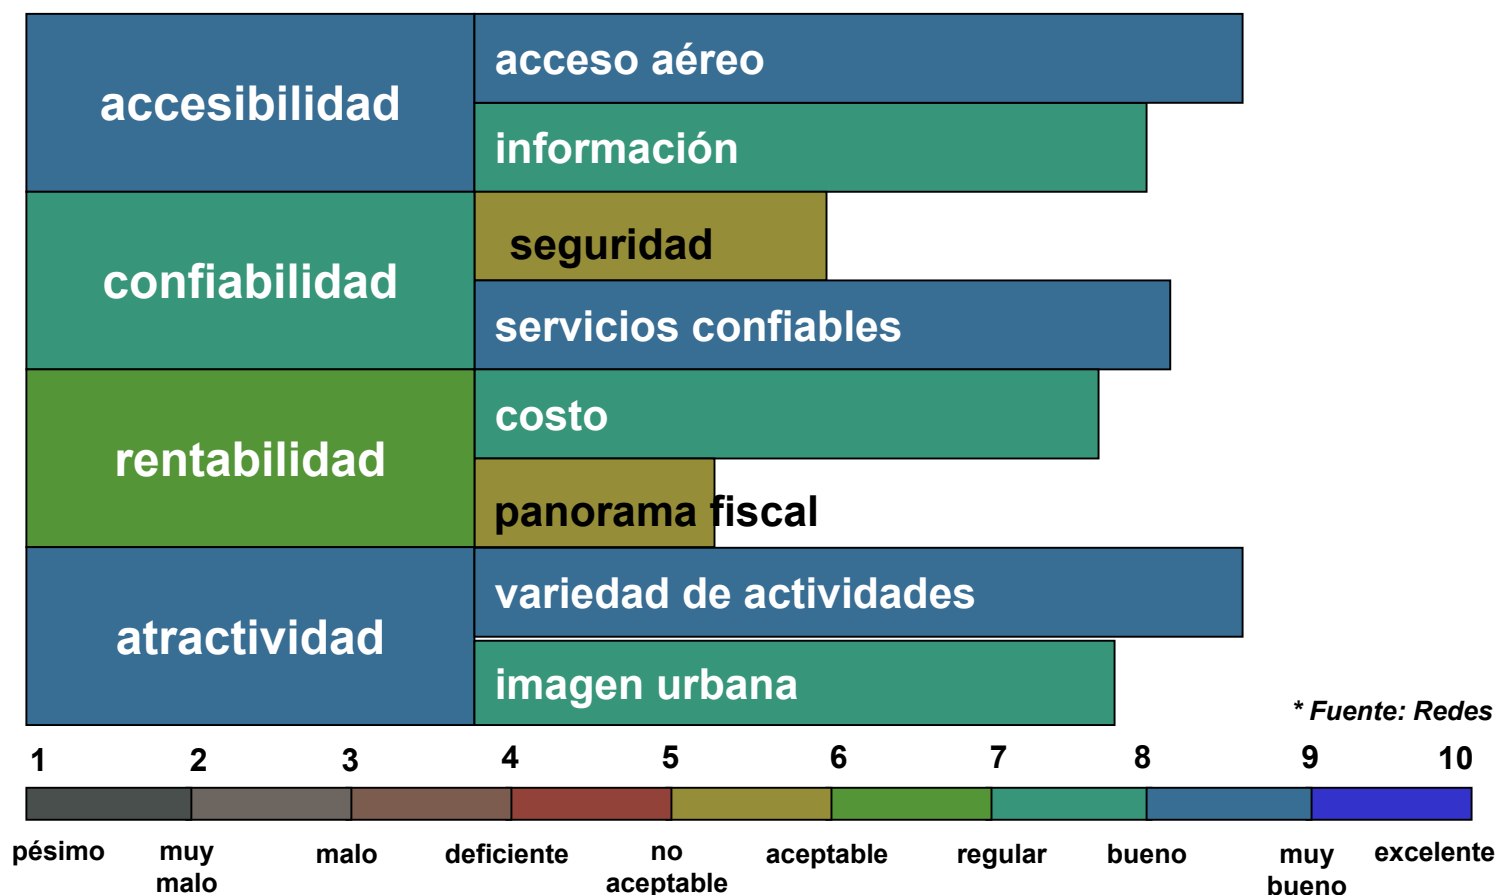 accesibilidad
acceso aéreo
información
confiabilidad
seguridad
servicios confiables
rentabilidad
costo
panorama fiscal
atractividad
variedad de actividades
imagen urbana
* Fuente: Redes
1 2 3 4 5 6 7 8 9 10
pésimo muy malo deficiente no aceptable regular bueno muy excelente
malo aceptable bueno